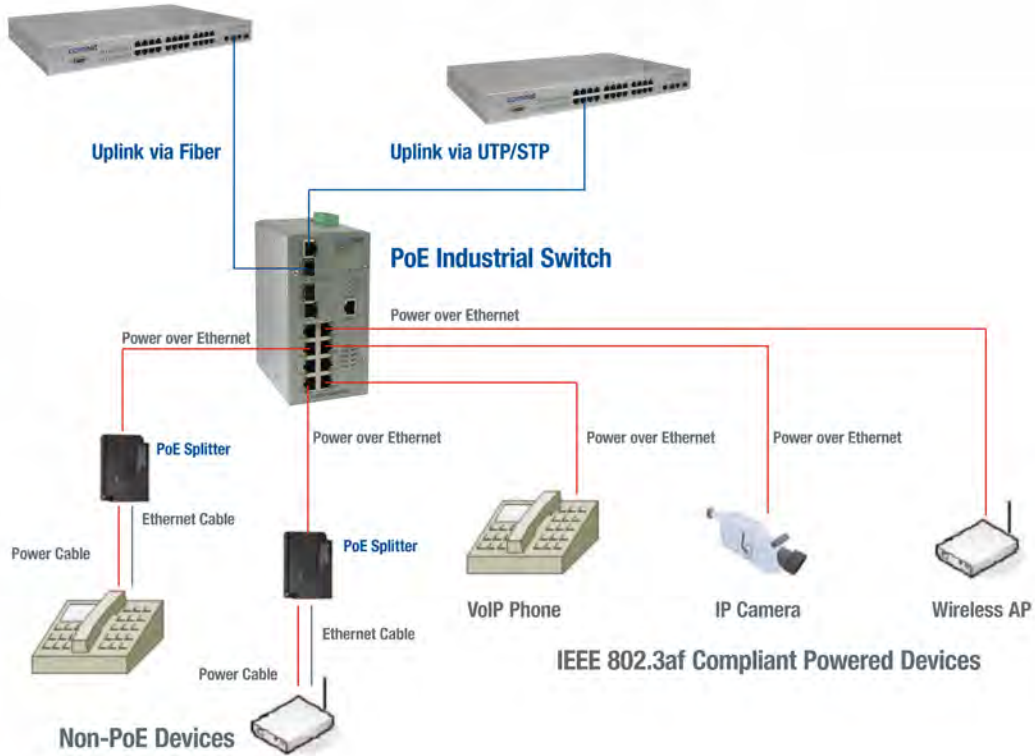 Uplink via Fiber
Uplink via UTP/STP
PoE Industrial Switch
Power over Ethernet
Power over Ethernet
PoE Splitter
Power over Ethernet
Power over Ethernet
Power over Ethernet
Ethernet Cable
Power Cable
PoE Splitter
VoIP Phone
IP Camera
Wireless AP
Ethernet Cable
IEEE 802.3af Compliant Powered Devices
Power Cable
Non-PoE Devices